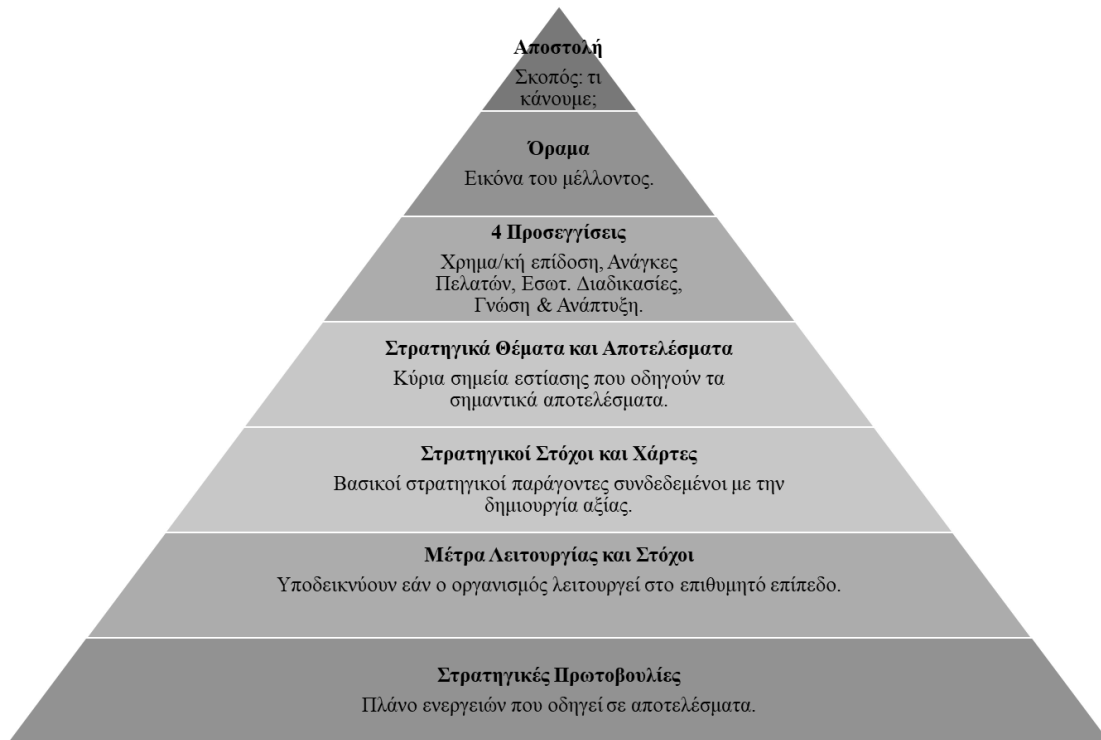 Αποστολή
Σκοπός: τι
κάνουμε;
Όραμα
Εικόνα του μέλλοντος.
4 Προσεγγίσεις
Χρημα/κή επίδοση, Ανάγκες
Πελατών, Εσωτ. Διαδικασίες,
Γνώση & Ανάπτυξη.
Στρατηγικά Θέματα και Αποτελέσματα
Κύρια σημεία εστίασης που οδηγούν τα
σημαντικά αποτελέσματα.
Στρατηγικοί Στόχοι και Χάρτες
Βασικοί στρατηγικοί παράγοντες συνδεδεμένοι με την
δημιουργία αξίας.
Μέτρα Λειτουργίας και Στόχοι
Υποδεικνύουν εάν ο οργανισμός λειτουργεί στο επιθυμητό επίπεδο.
Στρατηγικές Πρωτοβουλίες
Πλάνο ενεργειών που οδηγεί σε αποτελέσματα.